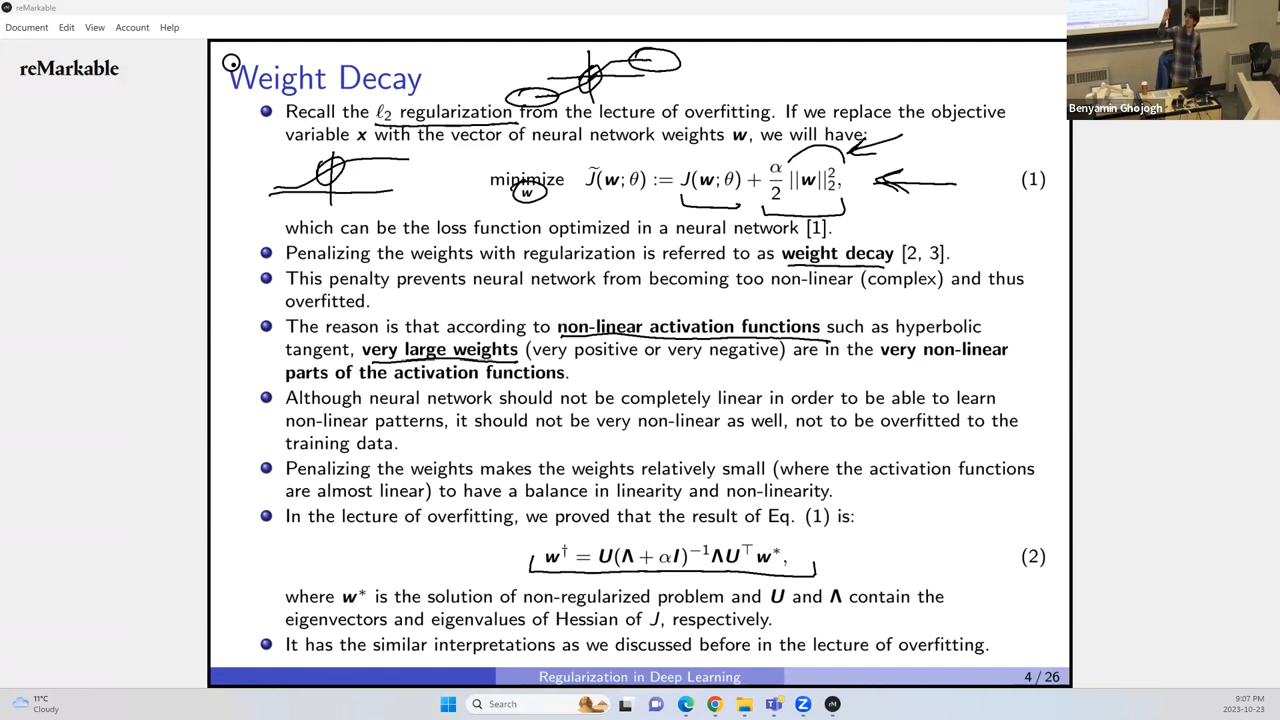 reMarkable
Document Edit View Account Help
reMarkable
Benyamin Ghojogh
Weight Decay
Recall the ℓ₂ regularization from the lecture of overfitting. If we replace the objective
variable x with the vector of neural network weights w, we will have:
minimize J̃(w; θ) := J(w; θ) + α/2 ||w||₂², (1)
w
which can be the loss function optimized in a neural network [1].
Penalizing the weights with regularization is referred to as weight decay [2, 3].
This penalty prevents neural network from becoming too non-linear (complex) and thus
overfitted.
The reason is that according to non-linear activation functions such as hyperbolic
tangent, very large weights (very positive or very negative) are in the very non-linear
parts of the activation functions.
Although neural network should not be completely linear in order to be able to learn
non-linear patterns, it should not be very non-linear as well, not to be overfitted to the
training data.
Penalizing the weights makes the weights relatively small (where the activation functions
are almost linear) to have a balance in linearity and non-linearity.
In the lecture of overfitting, we proved that the result of Eq. (1) is:
w† = U(Λ + αI)⁻¹ΛU⊤w*, (2)
where w* is the solution of non-regularized problem and U and Λ contain the
eigenvectors and eigenvalues of Hessian of J, respectively.
It has the similar interpretations as we discussed before in the lecture of overfitting.
Regularization in Deep Learning 4 / 26
11°C
Cloudy
Search
rM
9:07 PM
2023-10-23